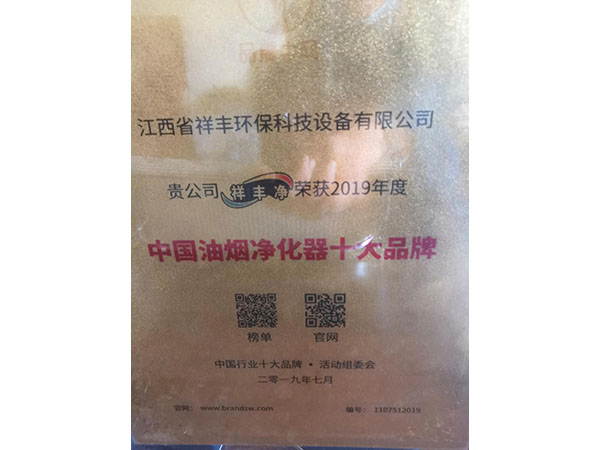 江西省祥丰环保科技设备有限公司
贵公司 祥丰净 荣获2019年度
中国油烟净化器十大品牌
榜单 官网
中国行业十大品牌·活动组委会
二零一九年七月
官网： www.brandzw.com 编号： 1107512019